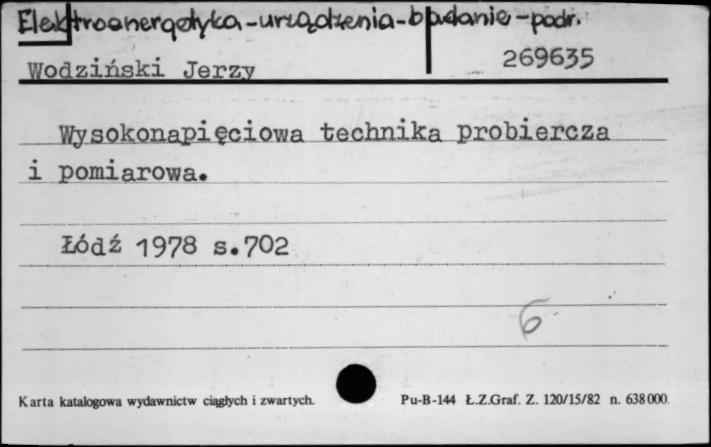 Elektroenergetyka-urządzenia-badanie-podr.
Wodziński Jerzy 269635
Wysokonapięciowa technika probiercza
i pomiarowa.
Łódź 1978 s.702
6
Karta katalogowa wydawnictw ciągłych i zwartych. Pu-B-144 Ł.Z.Graf. Z. 120/15/82 n. 638000.